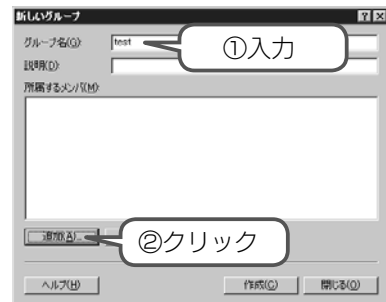 新しいグループ
グループ名(G):
test
①入力
説明(D):
所属するメンバ(M):
追加(A)...
②クリック
ヘルプ(H)
作成(C)
閉じる(O)